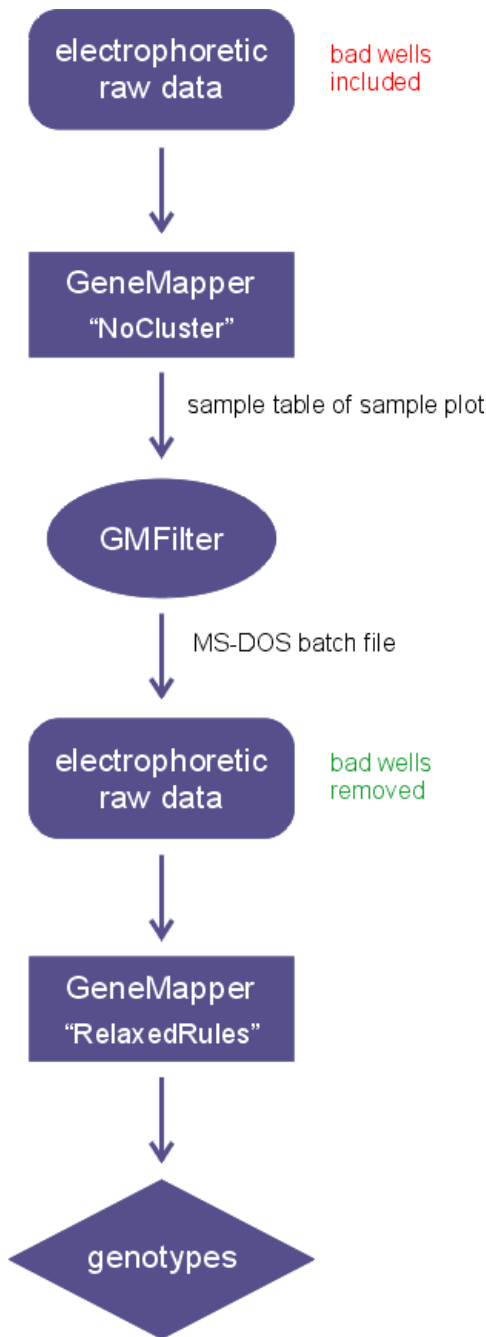 electrophoretic
raw data
bad wells
included
GeneMapper
“NoCluster”
sample table of sample plot
GMFilter
MS-DOS batch file
electrophoretic
raw data
bad wells
removed
GeneMapper
“RelaxedRules”
genotypes